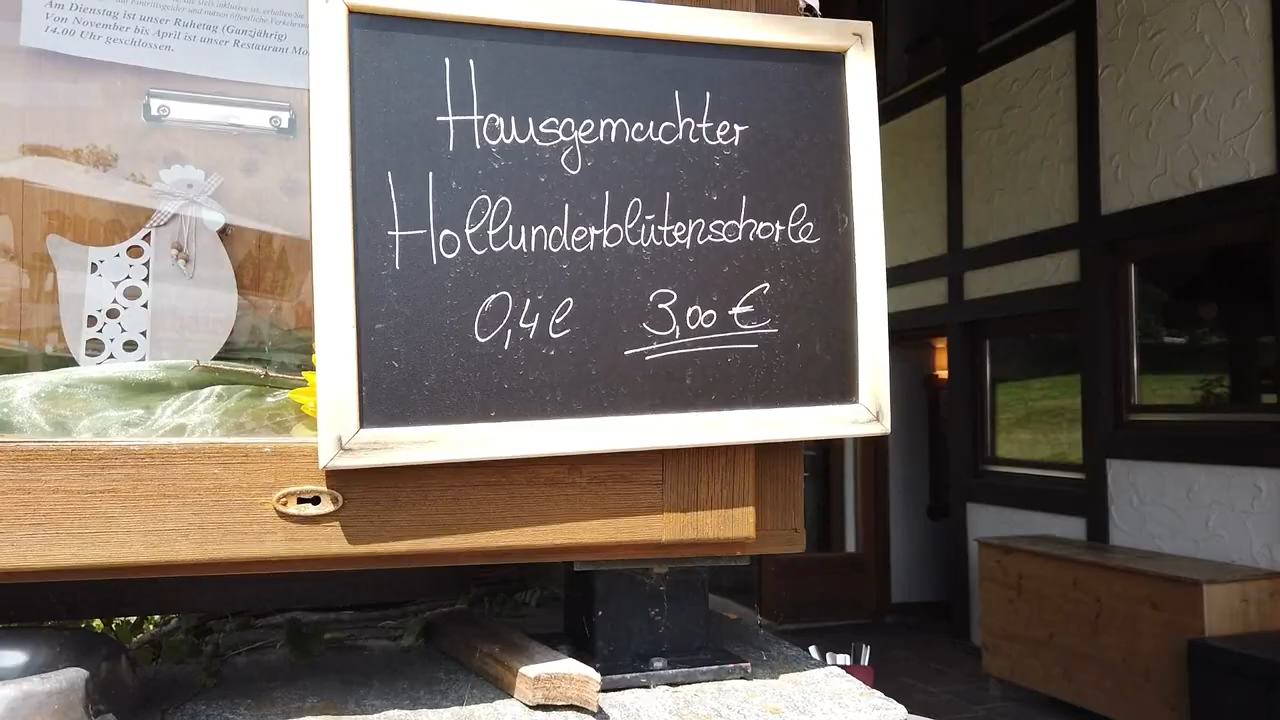 Am Dienstag ist unser Ruhetag (Ganzjährig)
Von November bis April ist unser Restaurant Mo
14.00 Uhr geschlossen.
Hausgemachter
Hollunderblütenschorle
0,4l 3,00 €